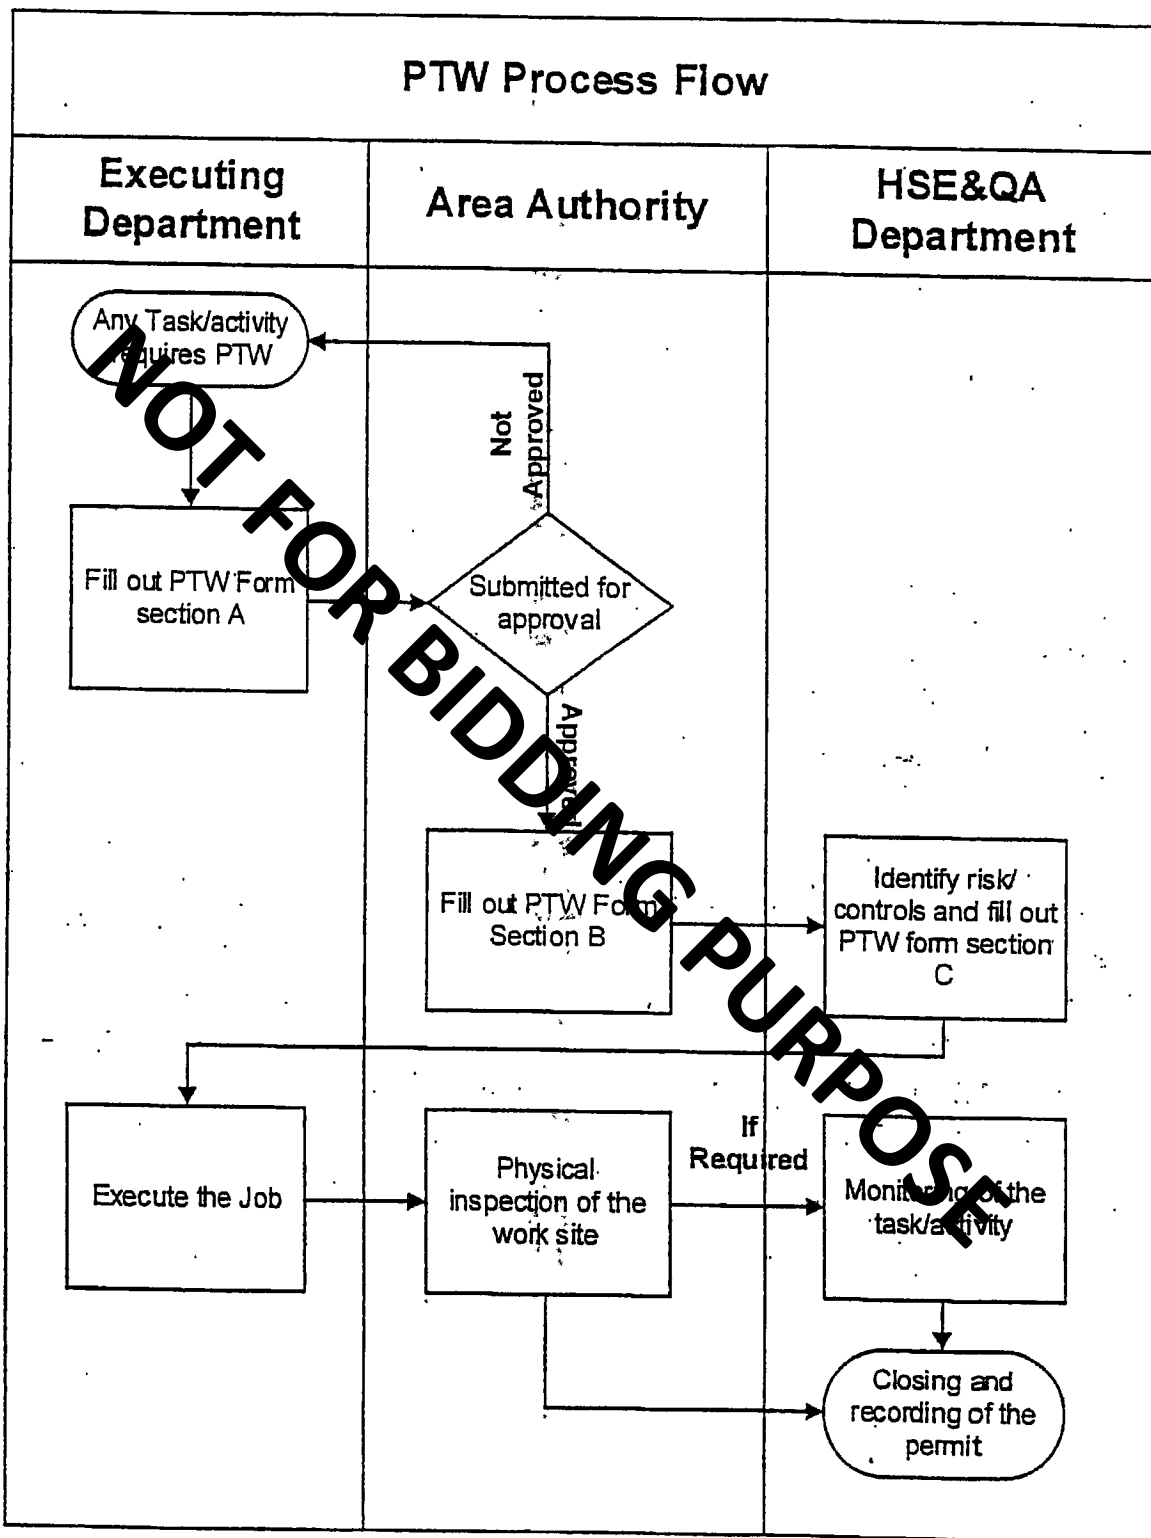 PTW Process Flow
Executing
Department
Area Authority
HSE&QA
Department
Any Task/activity
requires PTW
Not
Approved
Fill out PTW Form
section A
Submitted for
approval
Approved
Fill out PTW Form
Section B
Identify risk/
controls and fill out
PTW form section
C
Execute the Job
Physical
inspection of the
work site
If
Required
Monitoring of the
task/activity
Closing and
recording of the
permit
NOT FOR BIDDING PURPOSE